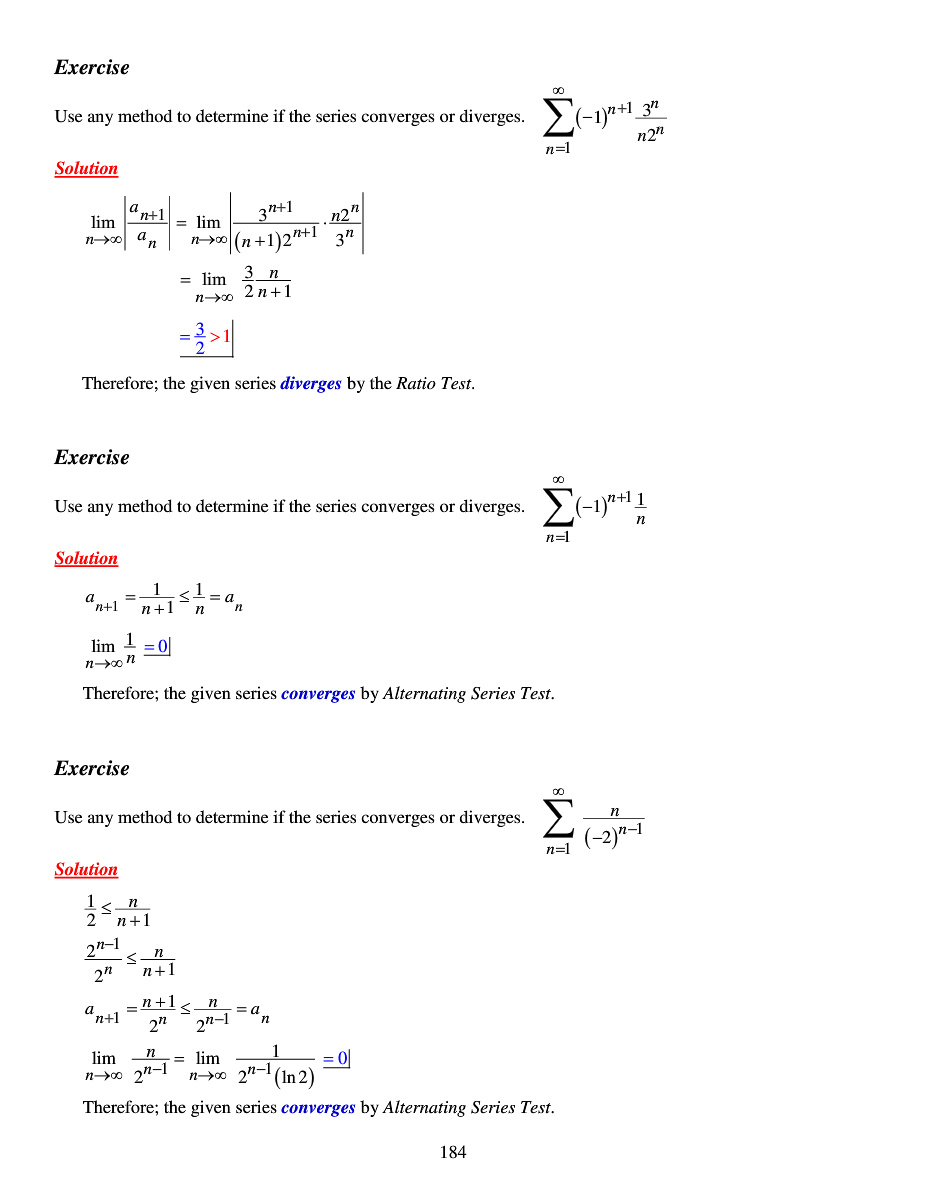 Exercise
Use any method to determine if the series converges or diverges. $\sum_{n=1}^{\infty} (-1)^{n+1} \frac{3^n}{n2^n}$
Solution
$\lim_{n\to\infty} \left| \frac{a_{n+1}}{a_n} \right| = \lim_{n\to\infty} \left| \frac{3^{n+1}}{(n+1)2^{n+1}} \cdot \frac{n2^n}{3^n} \right|$
$= \lim_{n\to\infty} \frac{3}{2} \frac{n}{n+1}$
$= \frac{3}{2} > 1$
Therefore; the given series diverges by the Ratio Test.
Exercise
Use any method to determine if the series converges or diverges. $\sum_{n=1}^{\infty} (-1)^{n+1} \frac{1}{n}$
Solution
$a_{n+1} = \frac{1}{n+1} \leq \frac{1}{n} = a_n$
$\lim_{n\to\infty} \frac{1}{n} = 0$
Therefore; the given series converges by Alternating Series Test.
Exercise
Use any method to determine if the series converges or diverges. $\sum_{n=1}^{\infty} \frac{n}{(-2)^{n-1}}$
Solution
$\frac{1}{2} \leq \frac{n}{n+1}$
$\frac{2^{n-1}}{2^n} \leq \frac{n}{n+1}$
$a_{n+1} = \frac{n+1}{2^n} \leq \frac{n}{2^{n-1}} = a_n$
$\lim_{n\to\infty} \frac{n}{2^{n-1}} = \lim_{n\to\infty} \frac{1}{2^{n-1}(\ln 2)} = 0$
Therefore; the given series converges by Alternating Series Test.
184